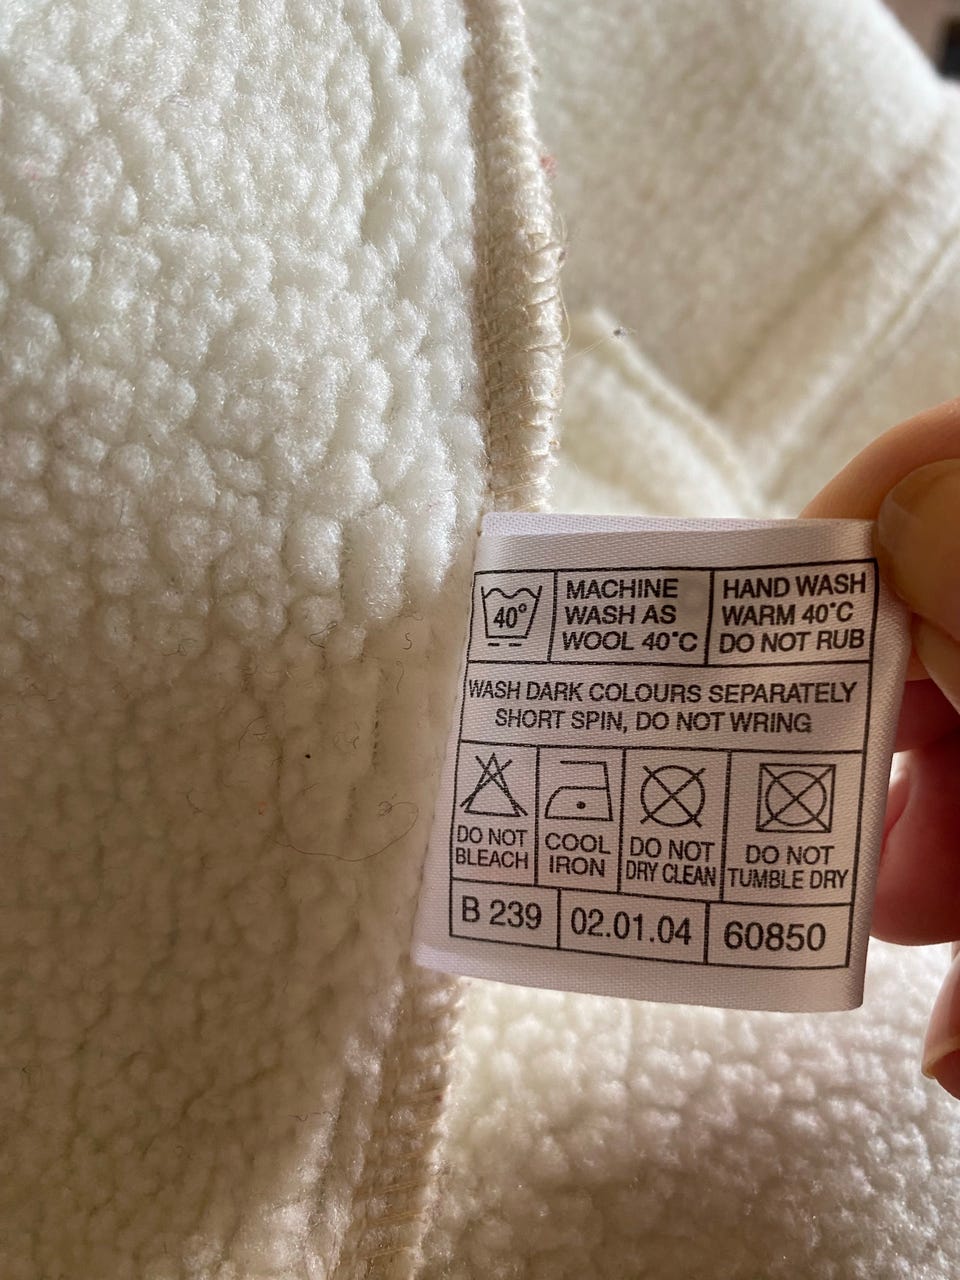 40°
MACHINE
WASH AS
WOOL 40°C
HAND WASH
WARM 40°C
DO NOT RUB
WASH DARK COLOURS SEPARATELY
SHORT SPIN, DO NOT WRING
DO NOT
BLEACH
COOL
IRON
DO NOT
DRY CLEAN
DO NOT
TUMBLE DRY
B 239
02.01.04
60850